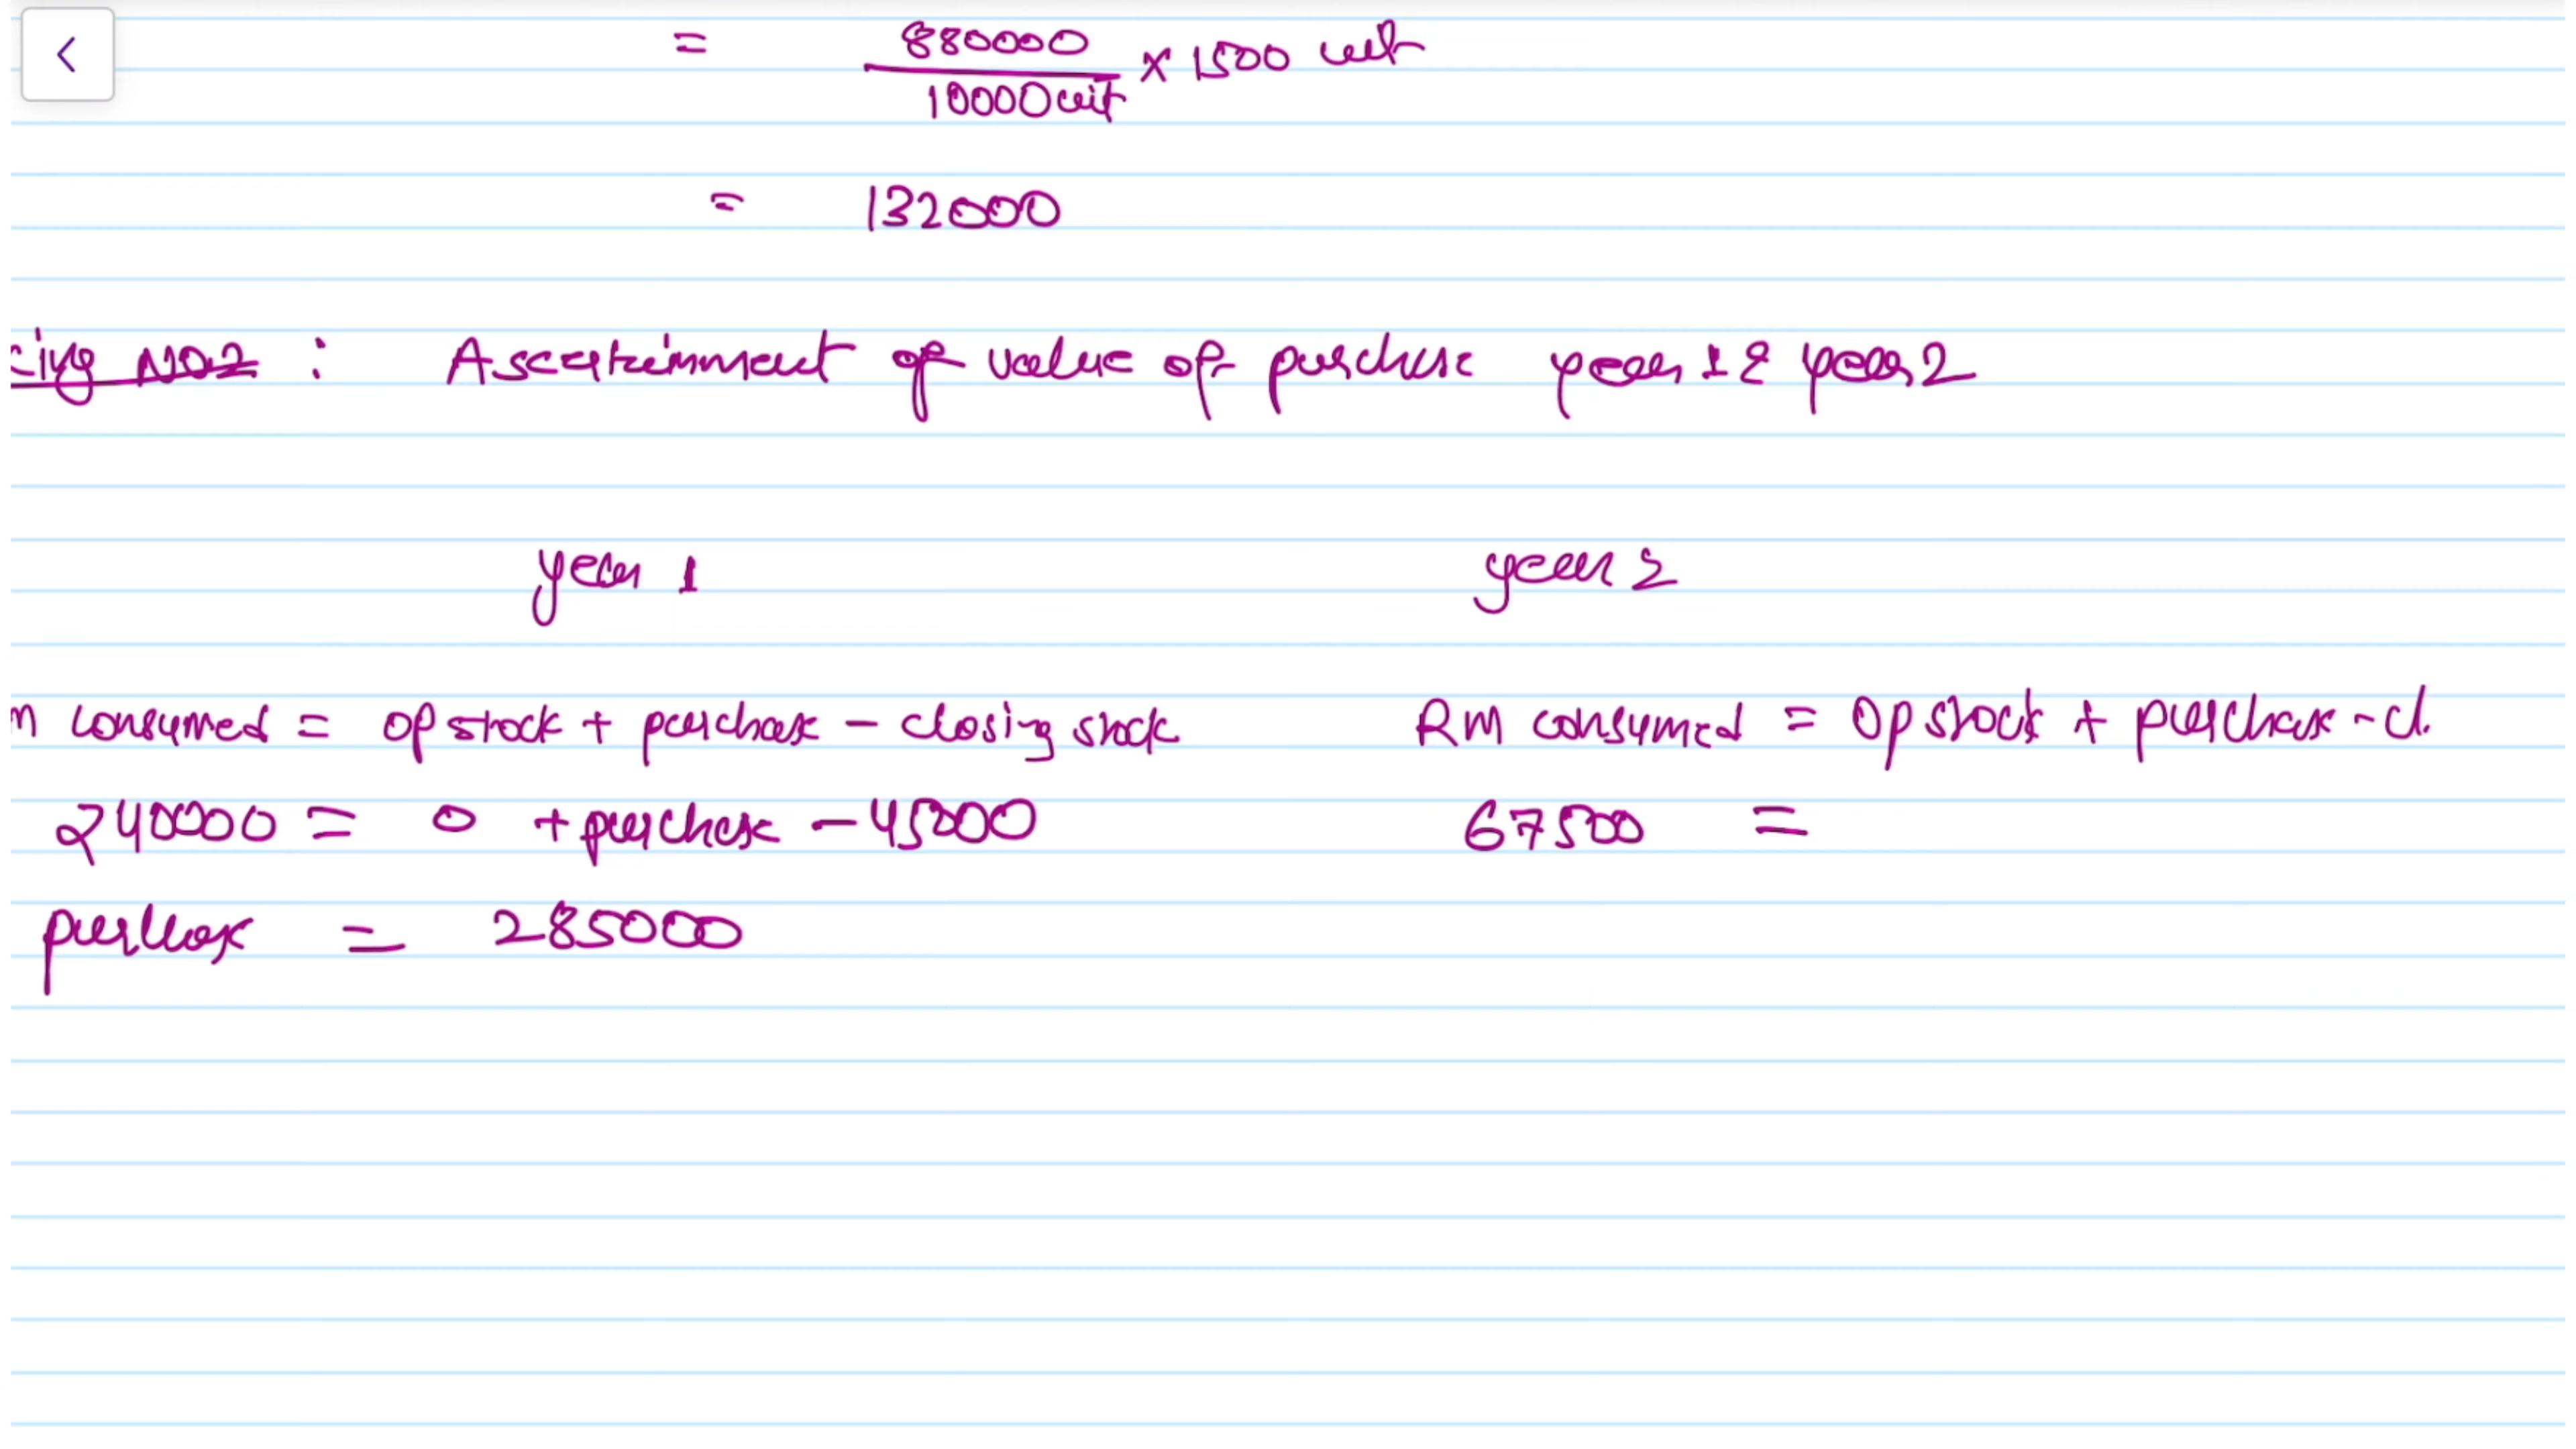 = 880000 / 10000 unit × 1500 unit
= 132000
NO.2 : Ascertainment of value of purchase year 1 & year 2
year 1 year 2
m consumed = op stock + purchase - closing stock RM consumed = op stock + purchase - cl.
240000 = 0 + purchase - 45000 67500 =
purchase = 285000